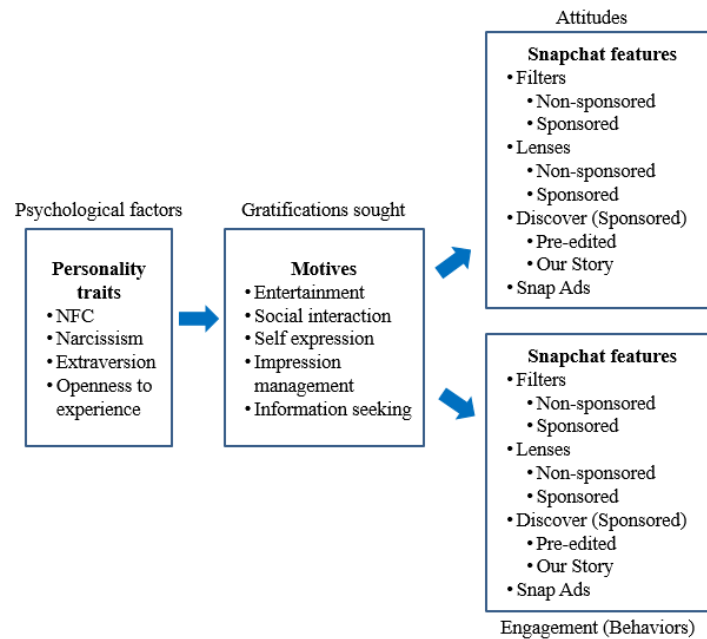 Psychological factors
Personality
traits
• NFC
• Narcissism
• Extraversion
• Openness to
experience
Gratifications sought
Motives
• Entertainment
• Social interaction
• Self expression
• Impression
management
• Information seeking
Attitudes
Snapchat features
• Filters
• Non-sponsored
• Sponsored
• Lenses
• Non-sponsored
• Sponsored
• Discover (Sponsored)
• Pre-edited
• Our Story
• Snap Ads
Snapchat features
• Filters
• Non-sponsored
• Sponsored
• Lenses
• Non-sponsored
• Sponsored
• Discover (Sponsored)
• Pre-edited
• Our Story
• Snap Ads
Engagement (Behaviors)